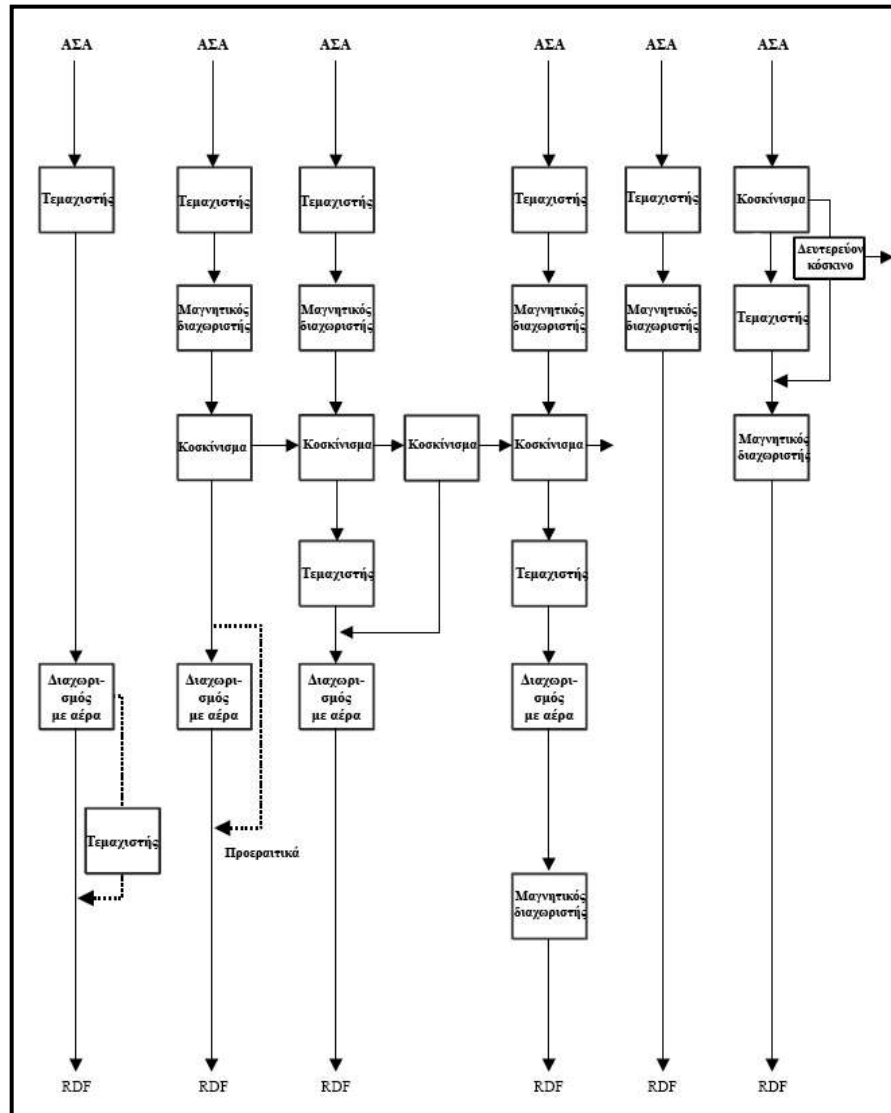 ΑΣΑ ΑΣΑ ΑΣΑ ΑΣΑ ΑΣΑ ΑΣΑ
Τεμαχιστής Τεμαχιστής Τεμαχιστής Τεμαχιστής Τεμαχιστής Κοσκίνισμα
Δευτερεύον
κόσκινο
Μαγνητικός
διαχωριστής
Μαγνητικός
διαχωριστής
Μαγνητικός
διαχωριστής
Μαγνητικός
διαχωριστής
Τεμαχιστής
Κοσκίνισμα Κοσκίνισμα Κοσκίνισμα Κοσκίνισμα
Μαγνητικός
διαχωριστής
Τεμαχιστής Τεμαχιστής
Διαχωρι-
σμός
με αέρα
Διαχωρι-
σμός
με αέρα
Διαχωρι-
σμός
με αέρα
Διαχωρι-
σμός
με αέρα
Τεμαχιστής
Προεραιτικά
Μαγνητικός
διαχωριστής
RDF RDF RDF RDF RDF RDF